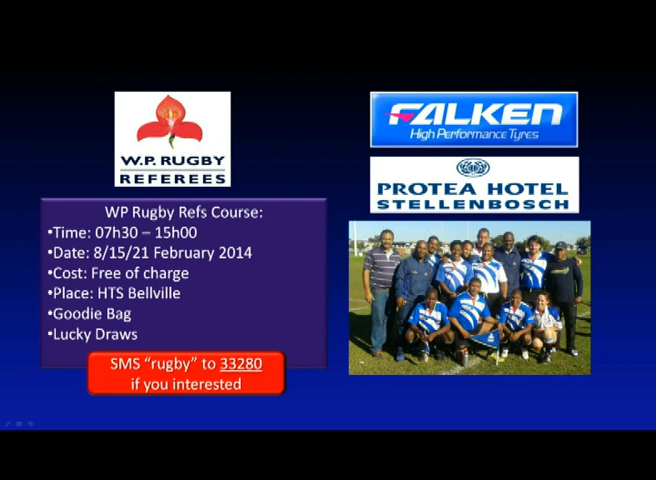 W.P. RUGBY
REFEREES
WP Rugby Refs Course:
•Time: 07h30 – 15h00
•Date: 8/15/21 February 2014
•Cost: Free of charge
•Place: HTS Bellville
•Goodie Bag
•Lucky Draws
SMS “rugby” to 33280
if you interested
FALKEN
High Performance Tyres
PROTEA HOTEL
STELLENBOSCH